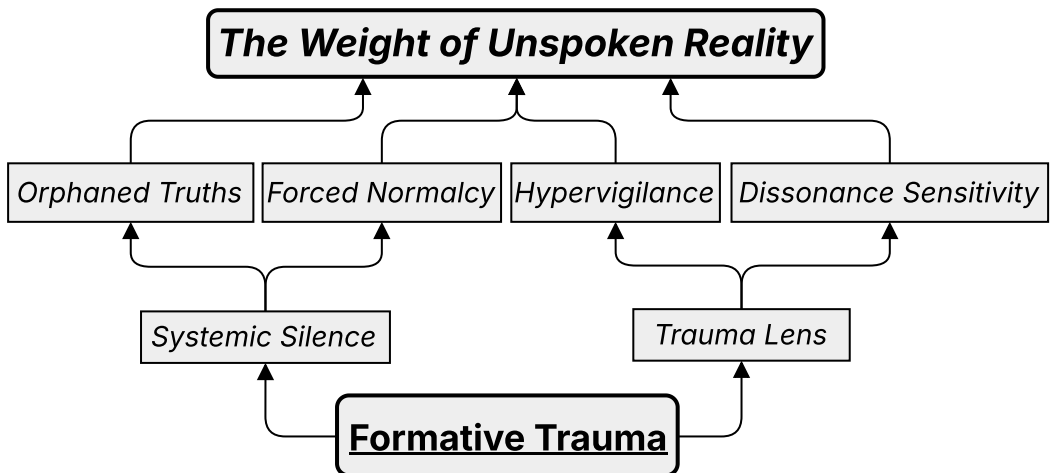 The Weight of Unspoken Reality
Orphaned Truths
Forced Normalcy
Hypervigilance
Dissonance Sensitivity
Systemic Silence
Trauma Lens
Formative Trauma